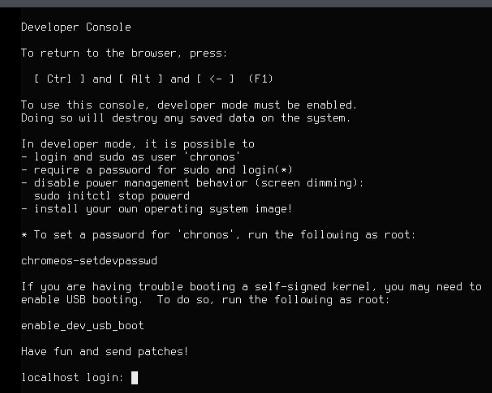 Developer Console
To return to the browser, press:
[ Ctrl ] and [ Alt ] and [ <- ] (F1)
To use this console, developer mode must be enabled.
Doing so will destroy any saved data on the system.
In developer mode, it is possible to
- login and sudo as user 'chronos'
- require a password for sudo and login(*)
- disable power management behavior (screen dimming):
sudo initctl stop powerd
- install your own operating system image!
* To set a password for 'chronos', run the following as root:
chromeos-setdevpasswd
If you are having trouble booting a self-signed kernel, you may need to
enable USB booting. To do so, run the following as root:
enable_dev_usb_boot
Have fun and send patches!
localhost login: